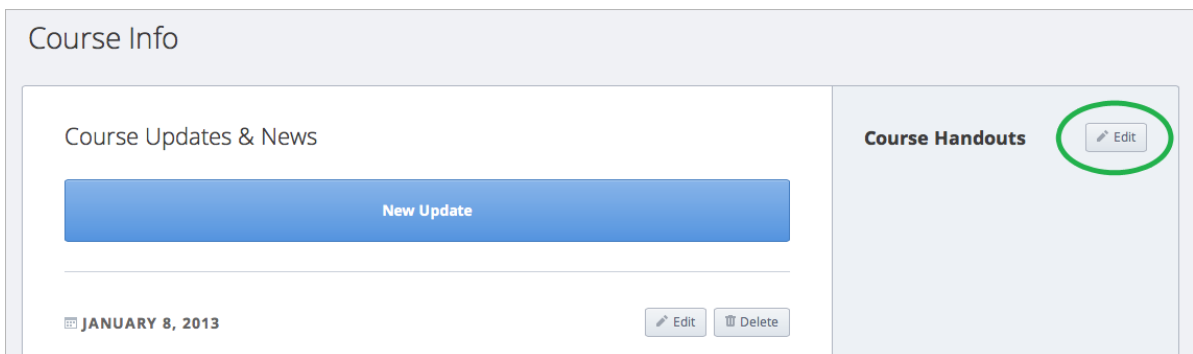 Course Info
Course Updates & News
Course Handouts
Edit
New Update
JANUARY 8, 2013
Edit
Delete